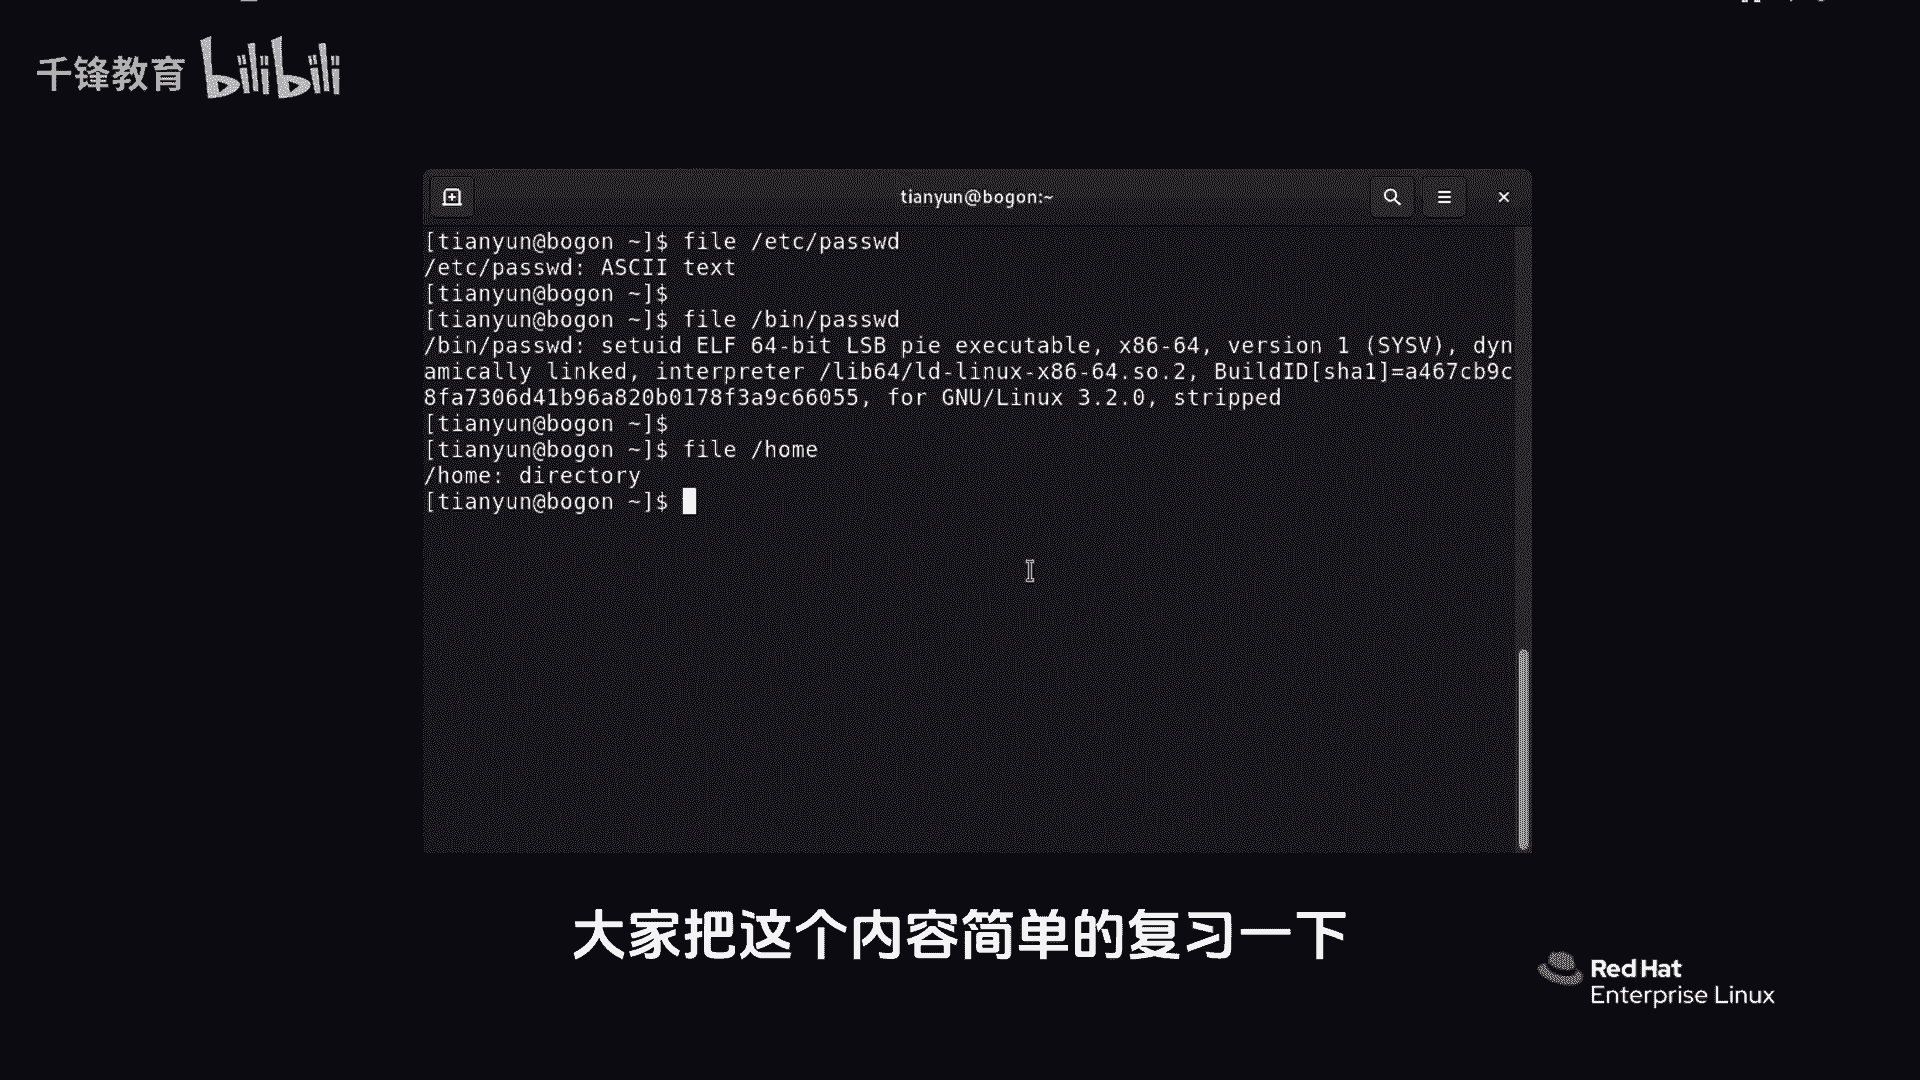 千锋教育 bilibili
tianyun@bogon:~
[tianyun@bogon ~]$ file /etc/passwd
/etc/passwd: ASCII text
[tianyun@bogon ~]$
[tianyun@bogon ~]$ file /bin/passwd
/bin/passwd: setuid ELF 64-bit LSB pie executable, x86-64, version 1 (SYSV), dyn
amically linked, interpreter /lib64/ld-linux-x86-64.so.2, BuildID[sha1]=a467cb9c
8fa7306d41b96a820b0178f3a9c66055, for GNU/Linux 3.2.0, stripped
[tianyun@bogon ~]$
[tianyun@bogon ~]$ file /home
/home: directory
[tianyun@bogon ~]$
大家把这个内容简单的复习一下
Red Hat
Enterprise Linux